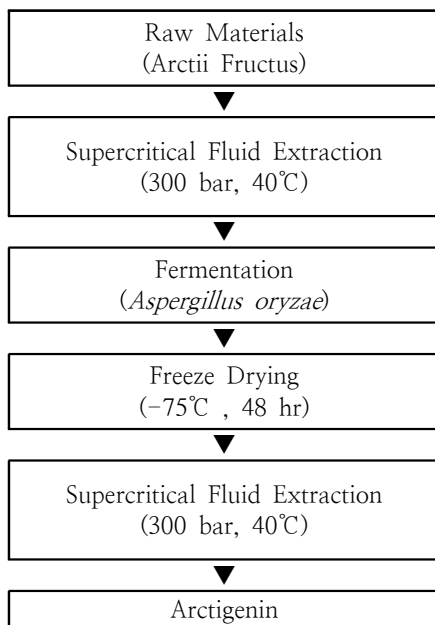 Raw Materials
(Arctii Fructus)
Supercritical Fluid Extraction
(300 bar, 40℃)
Fermentation
(Aspergillus oryzae)
Freeze Drying
(-75℃ , 48 hr)
Supercritical Fluid Extraction
(300 bar, 40℃)
Arctigenin